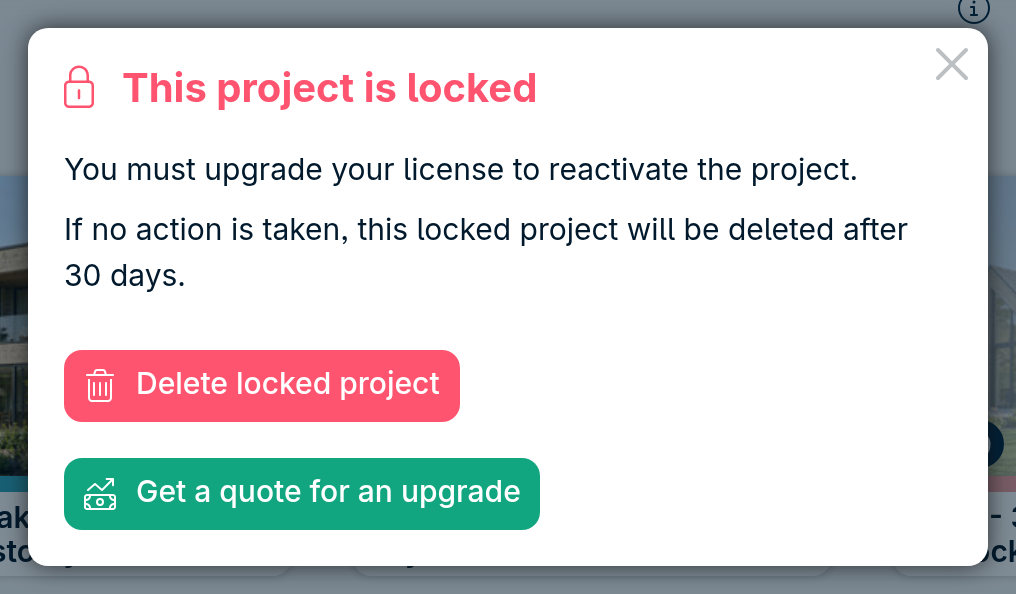 This project is locked
You must upgrade your license to reactivate the project.
If no action is taken, this locked project will be deleted after
30 days.
Delete locked project
Get a quote for an upgrade